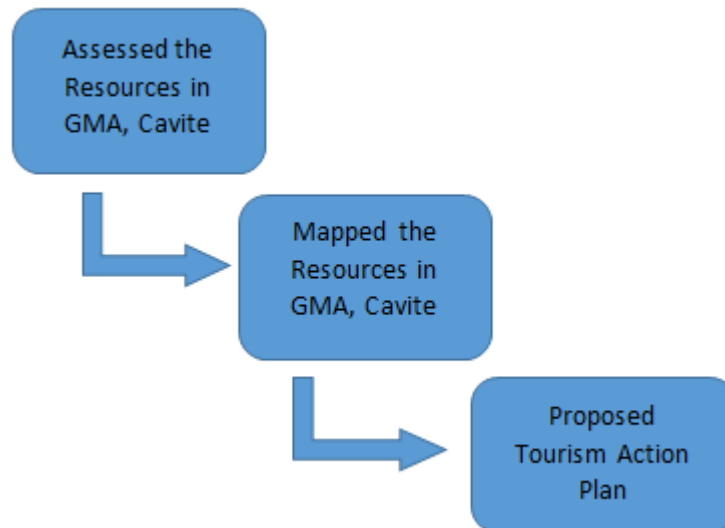 Assessed the
Resources in
GMA, Cavite
Mapped the
Resources in
GMA, Cavite
Proposed
Tourism Action
Plan